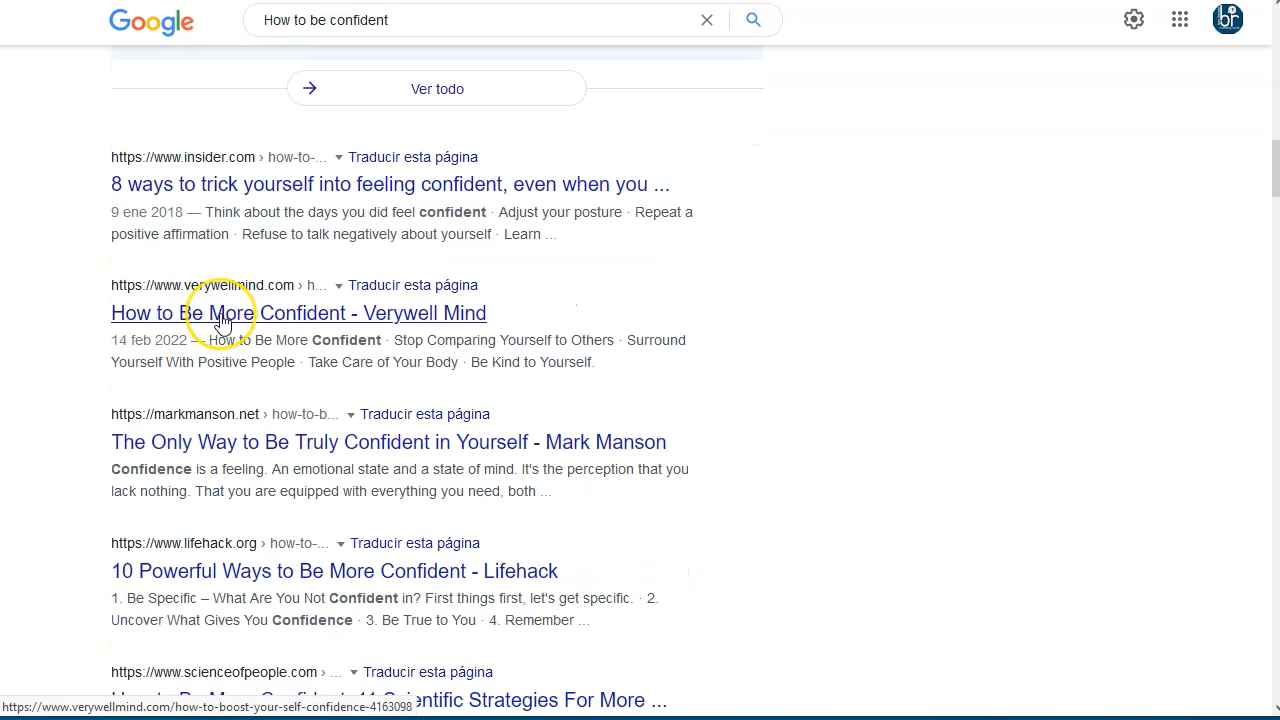 Google
How to be confident
br
Ver todo
https://www.insider.com › how-to-... Traducir esta página
8 ways to trick yourself into feeling confident, even when you ...
9 ene 2018 — Think about the days you did feel confident · Adjust your posture · Repeat a
positive affirmation · Refuse to talk negatively about yourself · Learn ...
https://www.verywellmind.com › h... Traducir esta página
How to Be More Confident - Verywell Mind
14 feb 2022 — How to Be More Confident · Stop Comparing Yourself to Others · Surround
Yourself With Positive People · Take Care of Your Body · Be Kind to Yourself.
https://markmanson.net › how-to-b... Traducir esta página
The Only Way to Be Truly Confident in Yourself - Mark Manson
Confidence is a feeling. An emotional state and a state of mind. It's the perception that you
lack nothing. That you are equipped with everything you need, both ...
https://www.lifehack.org › how-to-... Traducir esta página
10 Powerful Ways to Be More Confident - Lifehack
1. Be Specific – What Are You Not Confident in? First things first, let's get specific. · 2.
Uncover What Gives You Confidence · 3. Be True to You · 4. Remember ...
https://www.scienceofpeople.com › ... Traducir esta página
How to Be More Confident: 11 Scientific Strategies For More ...
https://www.verywellmind.com/how-to-boost-your-self-confidence-4163098